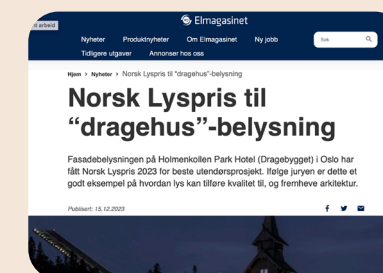 t arbeid
Elmagasinet
Nyheter Produktnyheter Om Elmagasinet Ny jobb
Søk
Tidligere utgaver Annonser hos oss
Hjem > Nyheter > Norsk Lyspris til "dragehus"-belysning
Norsk Lyspris til
“dragehus”-belysning
Fasadebelysningen på Holmenkollen Park Hotel (Dragebygget) i Oslo har
fått Norsk Lyspris 2023 for beste utendørsprosjekt. Ifølge juryen er dette et
godt eksempel på hvordan lys kan tilføre kvalitet til, og fremheve arkitektur.
Publisert: 15.12.2023